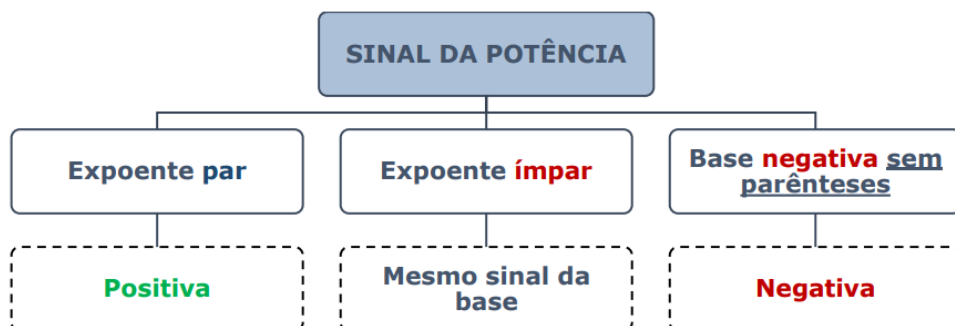 SINAL DA POTÊNCIA
Expoente par
Expoente ímpar
Base negativa sem
parênteses
Positiva
Mesmo sinal da
base
Negativa